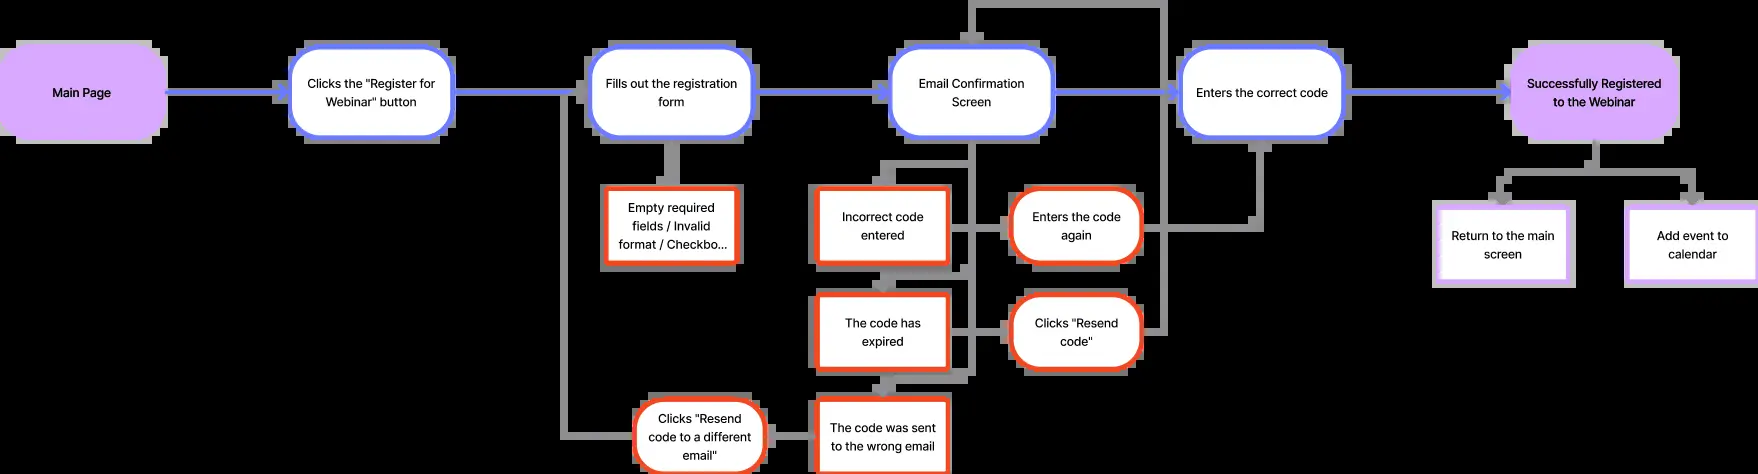 Main Page
Clicks the "Register for
Webinar" button
Fills out the registration
form
Email Confirmation
Screen
Enters the correct code
Successfully Registered
to the Webinar
Empty required
fields / Invalid
format / Checkbo...
Incorrect code
entered
Enters the code
again
Return to the main
screen
Add event to
calendar
The code has
expired
Clicks "Resend
code"
Clicks "Resend
code to a different
email"
The code was sent
to the wrong email